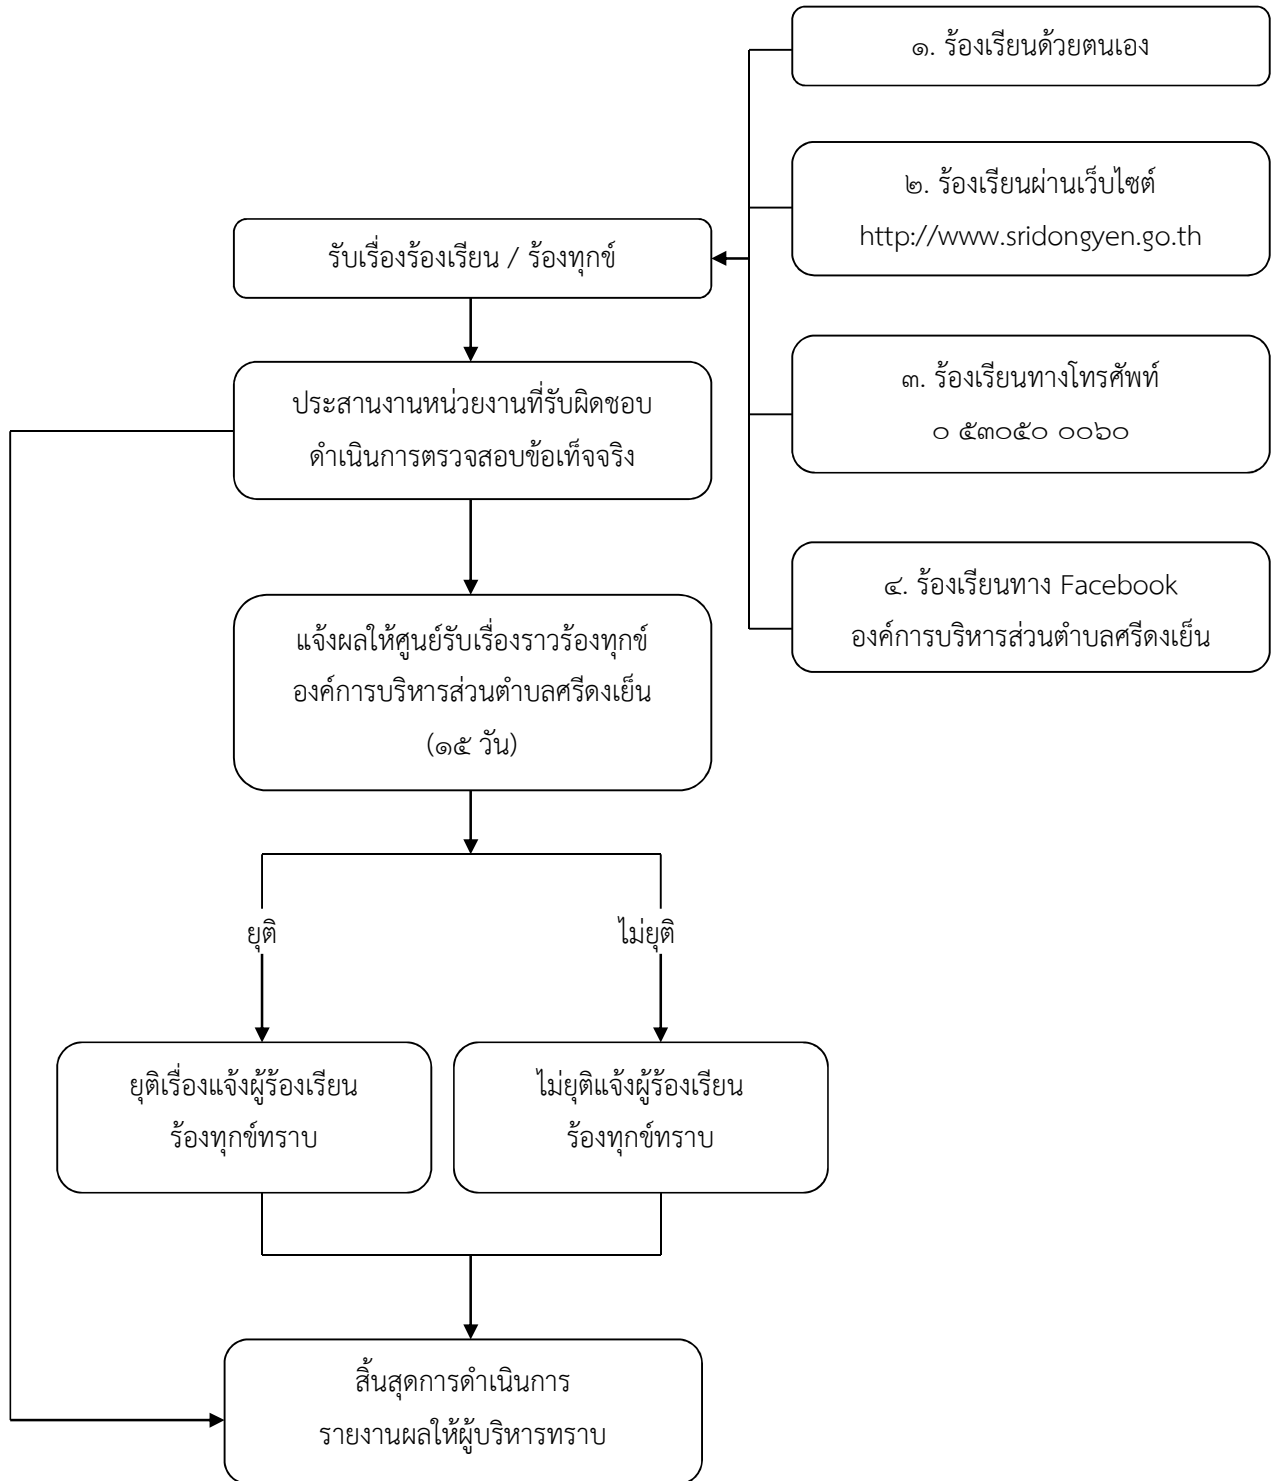 ๑. ร้องเรียนด้วยตนเอง
๒. ร้องเรียนผ่านเว็บไซต์
http://www.sridongyen.go.th
รับเรื่องร้องเรียน / ร้องทุกข์
๓. ร้องเรียนทางโทรศัพท์
๐ ๕๓๐๕๐ ๐๐๖๐
ประสานงานหน่วยงานที่รับผิดชอบ
ดำเนินการตรวจสอบข้อเท็จจริง
๔. ร้องเรียนทาง Facebook
องค์การบริหารส่วนตำบลศรีดงเย็น
แจ้งผลให้ศูนย์รับเรื่องราวร้องทุกข์
องค์การบริหารส่วนตำบลศรีดงเย็น
(๑๕ วัน)
ยุติ
ไม่ยุติ
ยุติเรื่องแจ้งผู้ร้องเรียน
ร้องทุกข์ทราบ
ไม่ยุติแจ้งผู้ร้องเรียน
ร้องทุกข์ทราบ
สิ้นสุดการดำเนินการ
รายงานผลให้ผู้บริหารทราบ